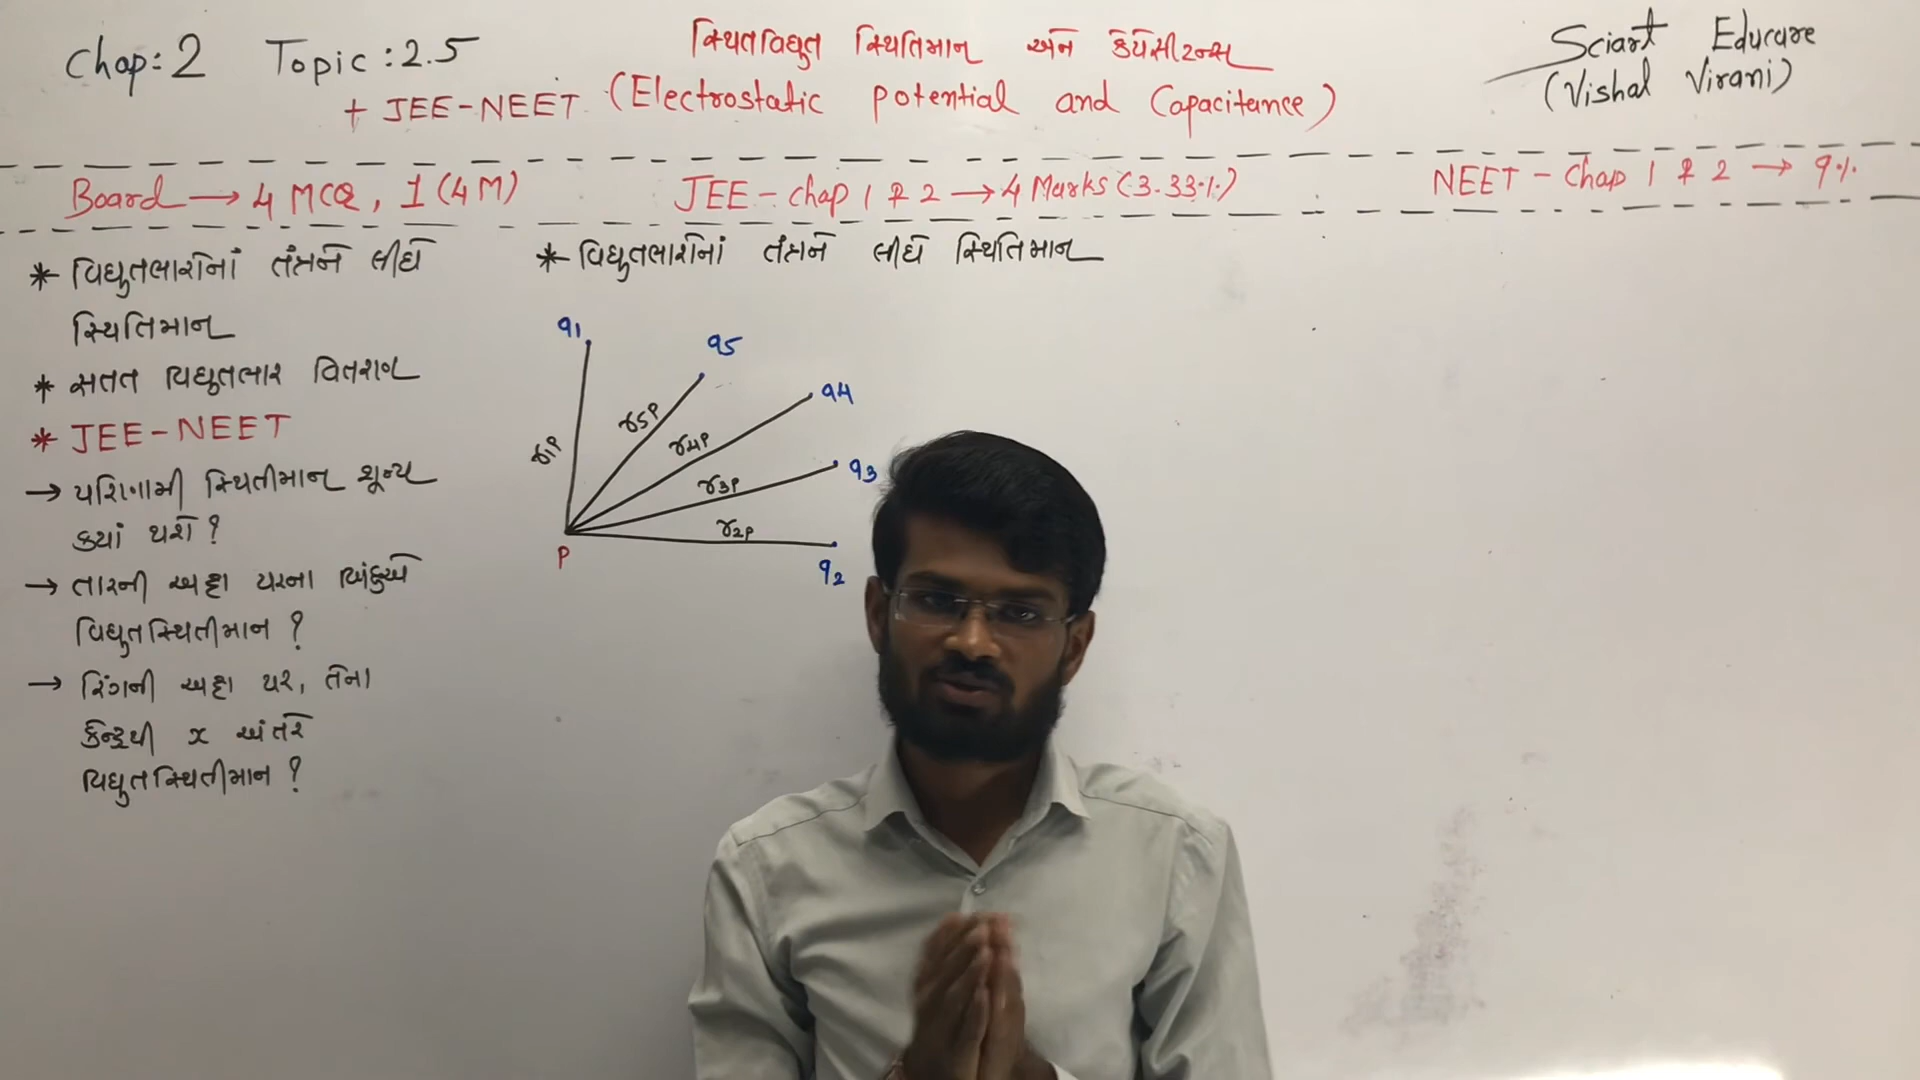 Chap:2 Topic:2.5
+ JEE-NEET
સ્થિતવિદ્યુત સ્થિતિમાન અને કેપેસીટન્સ
(Electrostatic potential and Capacitance)
Sciart Educare
(Vishal Virani)
Board → 4 MCQ, 1(4M)
JEE - chap 1 & 2 → 4 Marks (3.33%)
NEET - Chap 1 & 2 → 9%
* વિદ્યુતભારોનાં તંત્રને લીધે
સ્થિતિમાન
* સતત વિદ્યુતભાર વિતરણ
* JEE-NEET
→ પરિણામી સ્થિતીમાન શૂન્ય
કયાં થશે?
→ તારની અક્ષ પરના બિંદુએ
વિદ્યુતસ્થિતીમાન ?
→ રિંગની અક્ષ પર, તેના
કેન્દ્રથી x અંતરે
વિદ્યુતસ્થિતીમાન ?
* વિદ્યુતભારોનાં તંત્રને લીધે સ્થિતિમાન
q1
q5
q4
q3
q2
r1P
r5P
r4P
r3P
r2P
P